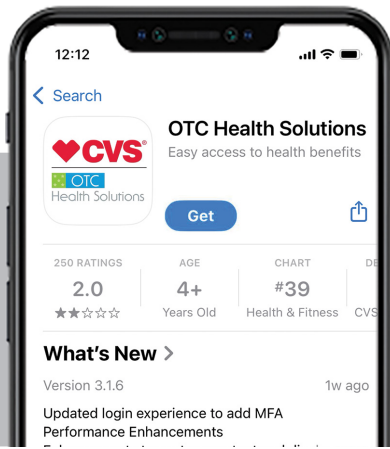 12:12
Search
CVS®
OTC
Health Solutions
OTC Health Solutions
Easy access to health benefits
Get
250 RATINGS
2.0
AGE
4+
Years Old
CHART
#39
Health & Fitness
DE
CVS
What's New
Version 3.1.6
1w ago
Updated login experience to add MFA
Performance Enhancements